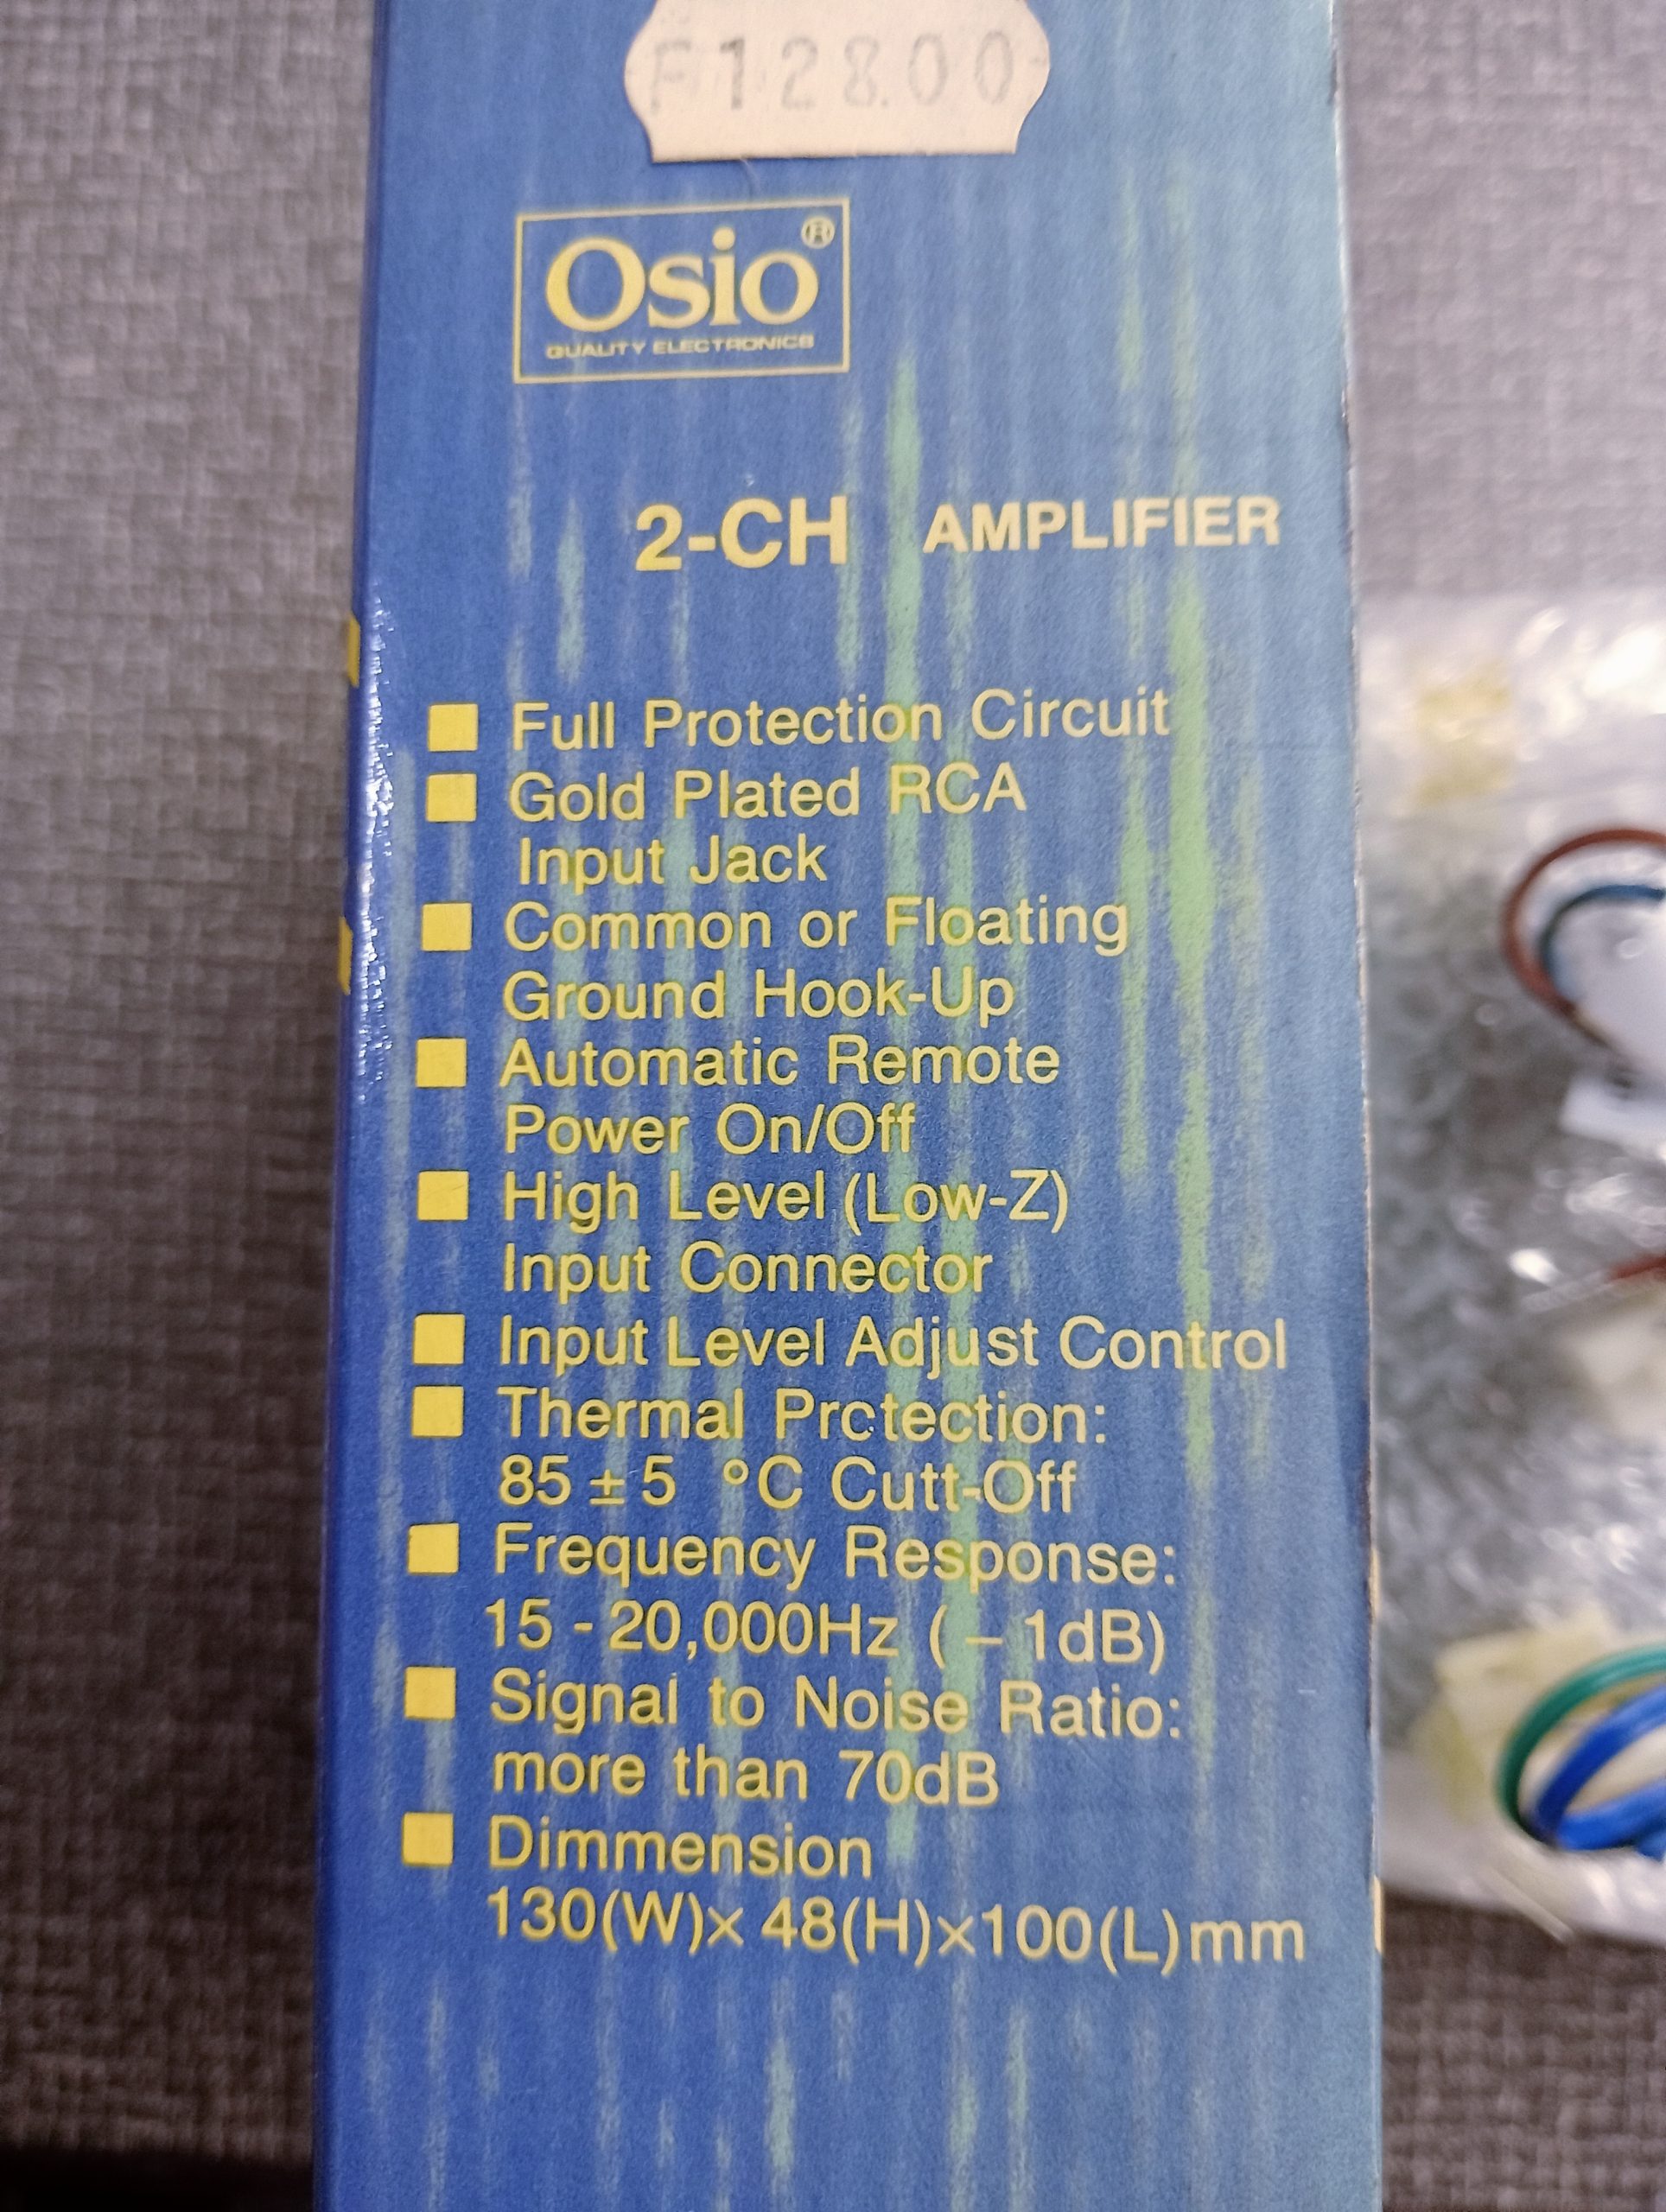 F128.00
Osio®
QUALITY ELECTRONICS
2-CH AMPLIFIER
Full Protection Circuit
Gold Plated RCA
Input Jack
Common or Floating
Ground Hook-Up
Automatic Remote
Power On/Off
High Level (Low-Z)
Input Connector
Input Level Adjust Control
Thermal Prctection:
85 ± 5 °C Cutt-Off
Frequency Response:
15 - 20,000Hz ( – 1dB)
Signal to Noise Ratio:
more than 70dB
Dimmension
130(W)x 48(H)x100(L)mm